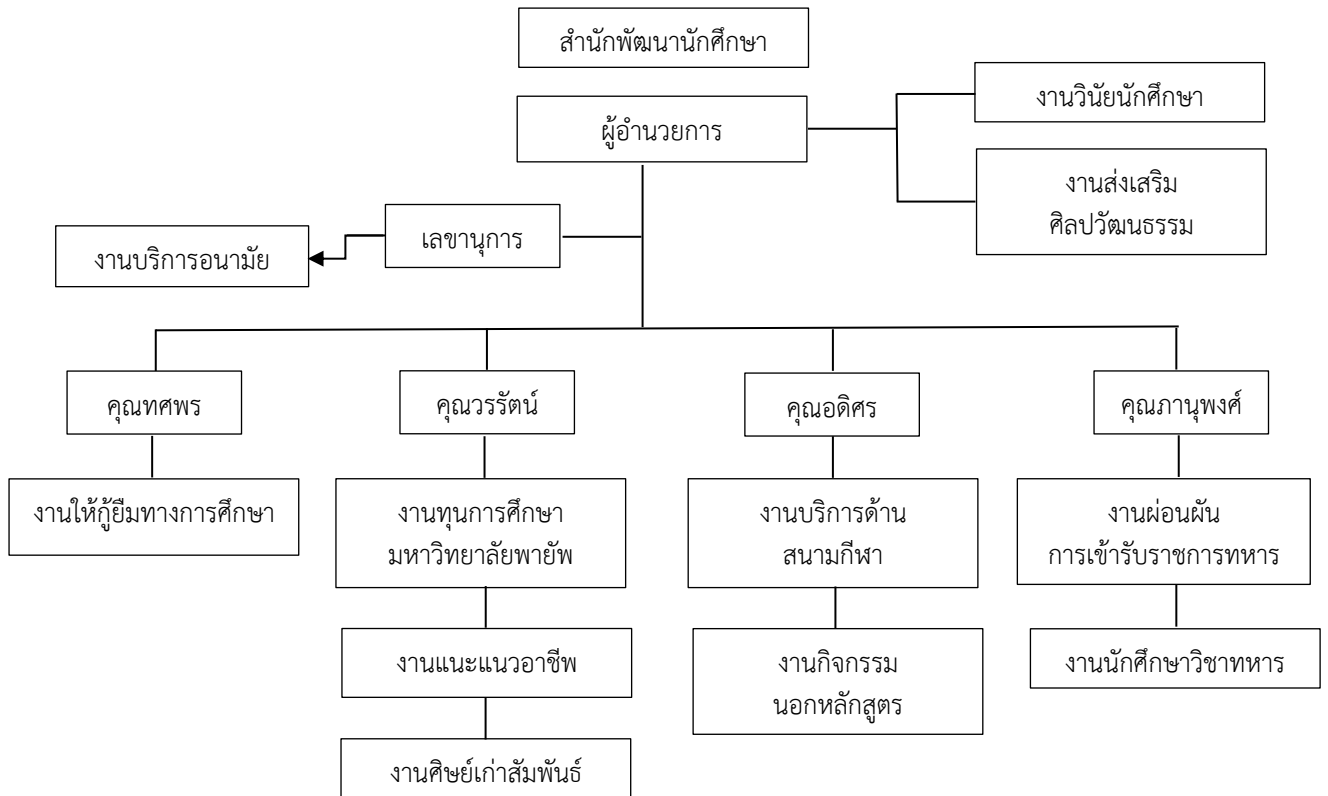 สำนักพัฒนานักศึกษา
ผู้อำนวยการ
งานวินัยนักศึกษา
งานส่งเสริม
ศิลปวัฒนธรรม
เลขานุการ
งานบริการอนามัย
คุณทศพร
คุณวรรัตน์
คุณอดิศร
คุณภานุพงศ์
งานให้กู้ยืมทางการศึกษา
งานทุนการศึกษา
มหาวิทยาลัยพายัพ
งานบริการด้าน
สนามกีฬา
งานผ่อนผัน
การเข้ารับราชการทหาร
งานแนะแนวอาชีพ
งานกิจกรรม
นอกหลักสูตร
งานนักศึกษาวิชาทหาร
งานศิษย์เก่าสัมพันธ์